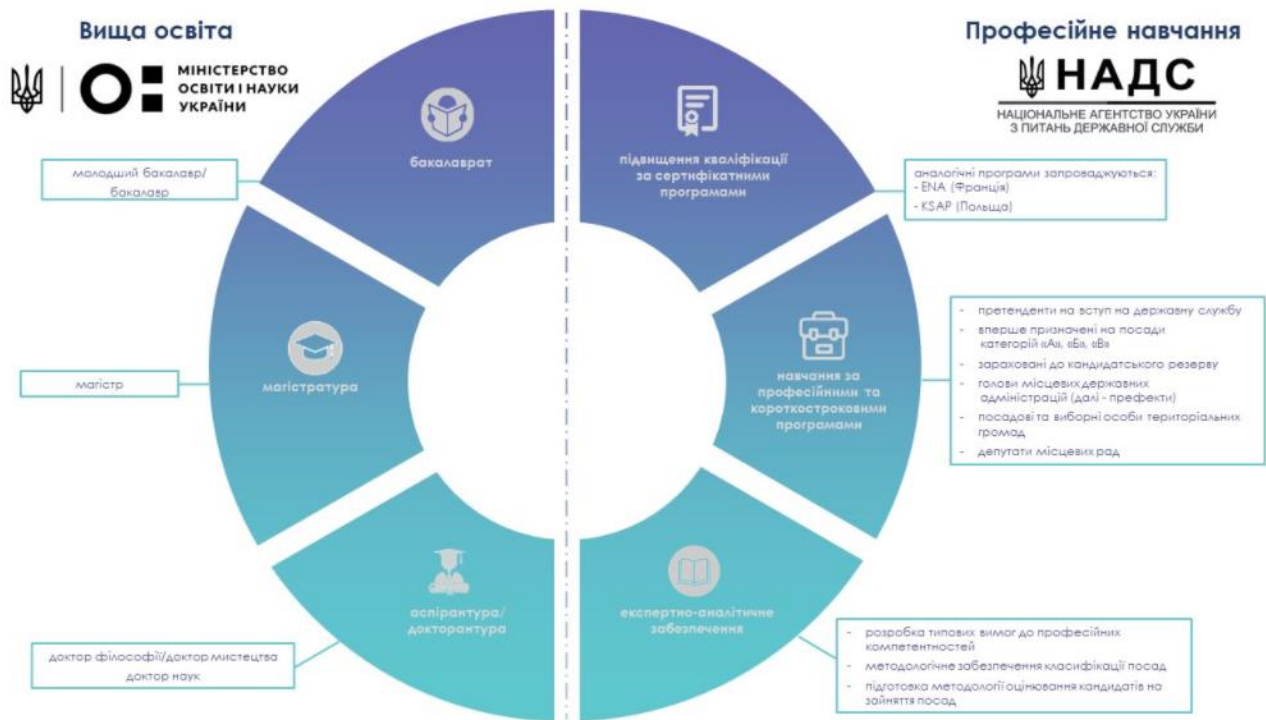 Вища освіта
МІНІСТЕРСТВО
ОСВІТИ І НАУКИ
УКРАЇНИ
Професійне навчання
НАДС
НАЦІОНАЛЬНЕ АГЕНТСТВО УКРАЇНИ
З ПИТАНЬ ДЕРЖАВНОЇ СЛУЖБИ
бакалаврат
молодший бакалавр/
бакалавр
магістратура
магістр
аспірантура/
докторантура
доктор філософії/доктор мистецтва
доктор наук
підвищення кваліфікації
за сертифікатними
програмами
аналогічні програми запроваджуються:
- ENA (Франція)
- KSAP (Польща)
навчання за
професійними та
короткостроковими
програмами
- претенденти на вступ на державну службу
- вперше призначені на посади
категорій «А», «Б», «В»
- зараховані до кандидатського резерву
- голови місцевих державних
адміністрацій (далі - префекти)
- посадові та виборні особи територіальних
громад
- депутати місцевих рад
експертно-аналітичне
забезпечення
- розробка типових вимог до професійних
компетентностей
- методологічне забезпечення класифікації посад
- підготовка методології оцінювання кандидатів на
зайняття посад